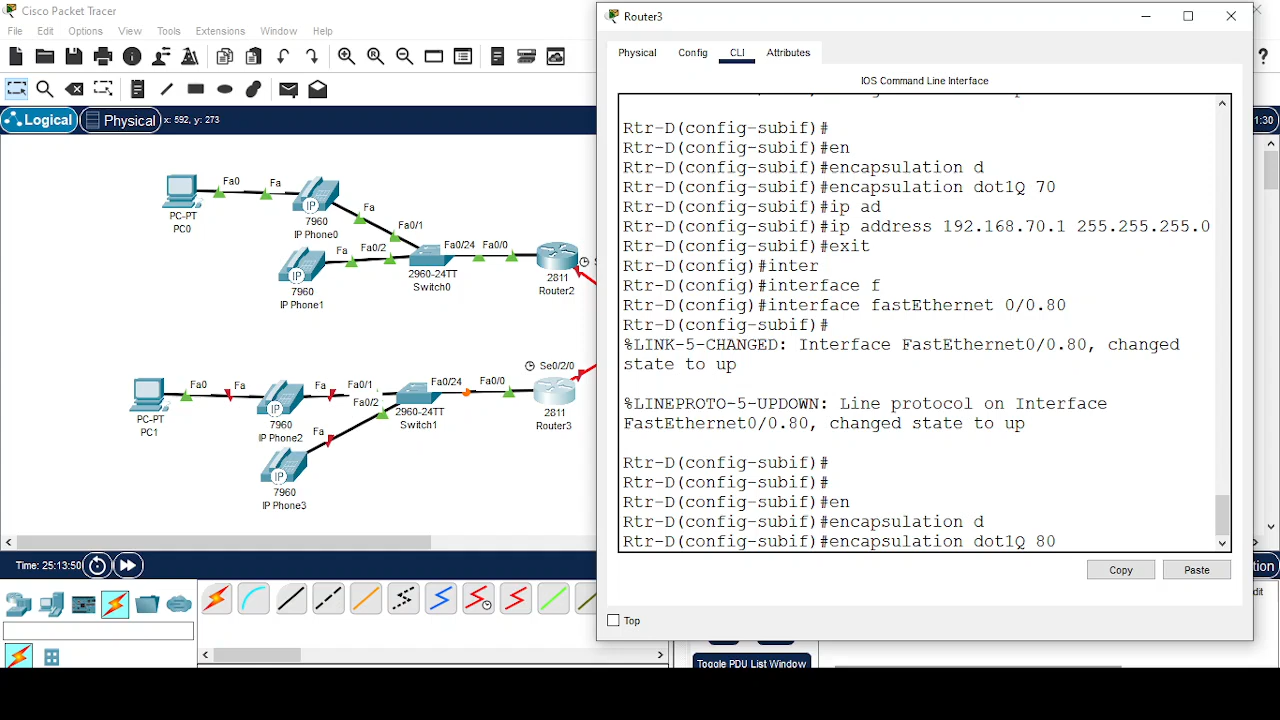 Cisco Packet Tracer
File Edit Options View Tools Extensions Window Help
Logical Physical x: 592, y: 273
PC-PT
PC0
Fa0 Fa
7960
IP Phone0
IP
Fa
Fa0/1
Fa Fa0/2
IP
7960
IP Phone1
Fa0/24 Fa0/0
2960-24TT
Switch0
2811
Router2
Fa0 Fa
PC-PT
PC1
Fa Fa0/1
Fa0/2
IP
7960
IP Phone2
Fa
IP
7960
IP Phone3
Fa0/24 Fa0/0
2960-24TT
Switch1
Se0/2/0
2811
Router3
Time: 25:13:50
Router3
Physical Config CLI Attributes
IOS Command Line Interface
Rtr-D(config-subif)#
Rtr-D(config-subif)#en
Rtr-D(config-subif)#encapsulation d
Rtr-D(config-subif)#encapsulation dot1Q 70
Rtr-D(config-subif)#ip ad
Rtr-D(config-subif)#ip address 192.168.70.1 255.255.255.0
Rtr-D(config-subif)#exit
Rtr-D(config)#inter
Rtr-D(config)#interface f
Rtr-D(config)#interface fastEthernet 0/0.80
Rtr-D(config-subif)#
%LINK-5-CHANGED: Interface FastEthernet0/0.80, changed
state to up
%LINEPROTO-5-UPDOWN: Line protocol on Interface
FastEthernet0/0.80, changed state to up
Rtr-D(config-subif)#
Rtr-D(config-subif)#
Rtr-D(config-subif)#en
Rtr-D(config-subif)#encapsulation d
Rtr-D(config-subif)#encapsulation dot1Q 80
Copy Paste
Top
Toggle PDU List Window